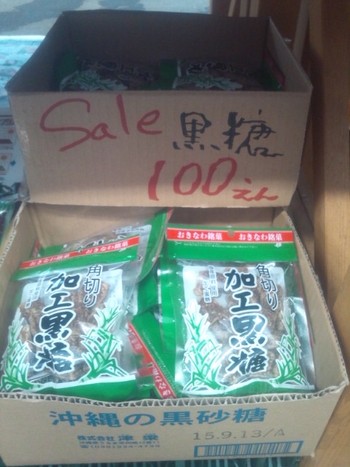 Sale 黒糖
100えん
おきなわ銘菓
おきなわ銘菓
角切り
加工黒糖
角切り
加工黒糖
沖縄の黒砂糖
株式会社
15.9.13/A